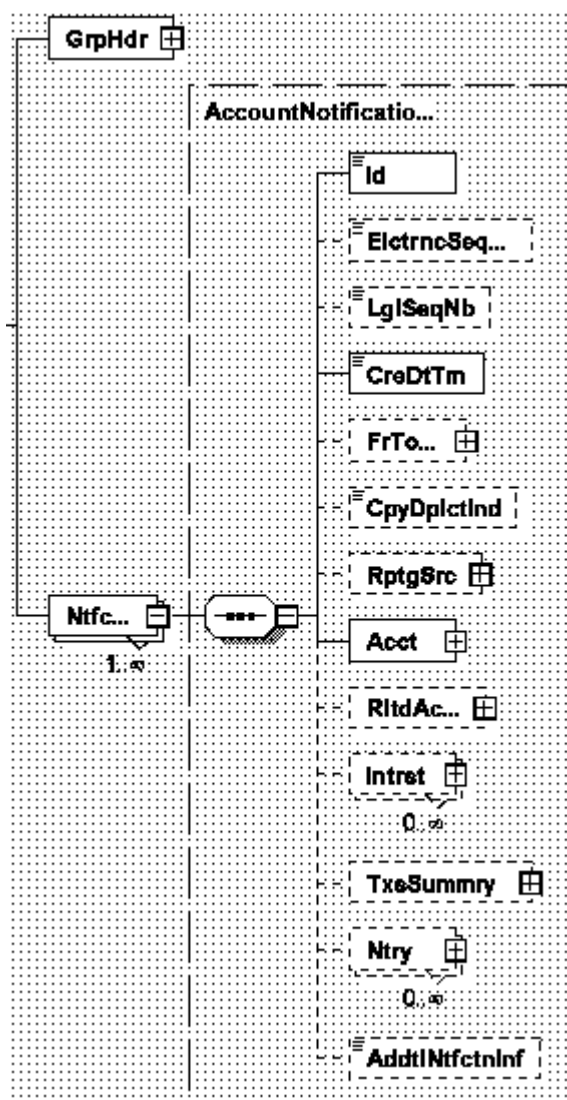 GrpHdr
AccountNotificatio...
Id
ElctrncSeq...
LglSeqNb
CreDtTm
FrTo...
CpyDplctInd
RptgSrc
Ntfc...
1..∞
Acct
RltdAc...
Intrst
0..∞
TxsSummry
Ntry
0..∞
AddtlNtfctnInf